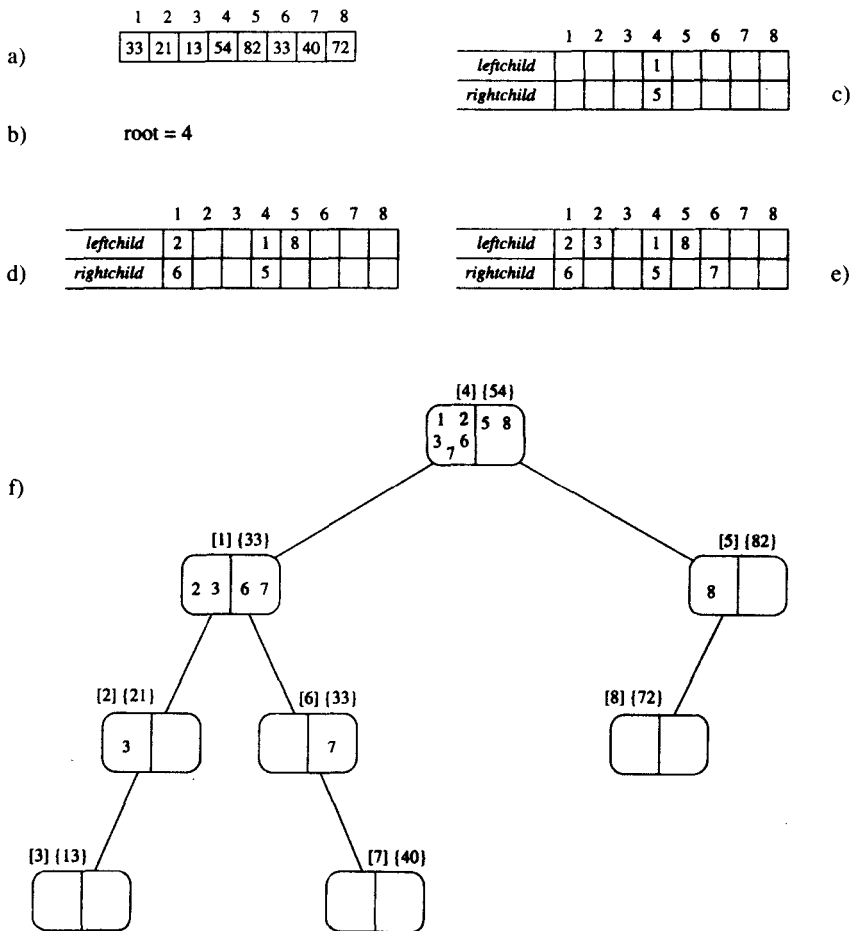 1 2 3 4 5 6 7 8
a) 33 21 13 54 82 33 40 72
b) root = 4
1 2 3 4 5 6 7 8
leftchild 1
rightchild 5
c)
1 2 3 4 5 6 7 8
leftchild 2 1 8
d) rightchild 6 5
1 2 3 4 5 6 7 8
leftchild 2 3 1 8
rightchild 6 5 7
e)
f)
[4] {54}
1 2 5 8
3 6
7
[1] {33}
2 3 6 7
[5] {82}
8
[2] {21}
3
[6] {33}
7
[8] {72}
[3] {13}
[7] {40}